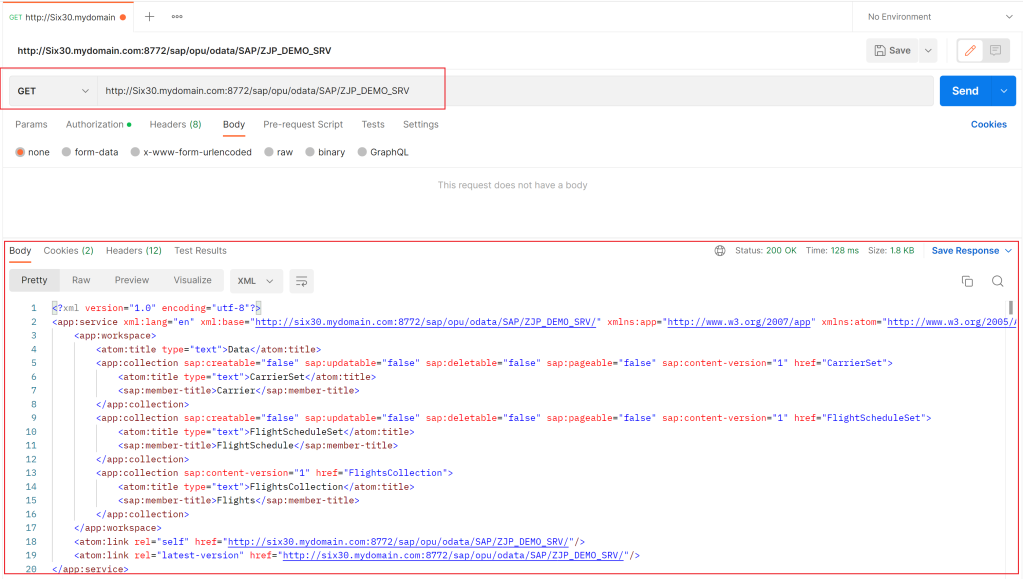 GET http://Six30.mydomain
No Environment
http://Six30.mydomain.com:8772/sap/opu/odata/SAP/ZJP_DEMO_SRV
Save
GET http://Six30.mydomain.com:8772/sap/opu/odata/SAP/ZJP_DEMO_SRV
Send
Params Authorization Headers (8) Body Pre-request Script Tests Settings Cookies
none form-data x-www-form-urlencoded raw binary GraphQL
This request does not have a body
Body Cookies (2) Headers (12) Test Results Status: 200 OK Time: 128 ms Size: 1.8 KB Save Response
Pretty Raw Preview Visualize XML
1 <?xml version="1.0" encoding="utf-8"?>
2 <app:service xml:lang="en" xml:base="http://six30.mydomain.com:8772/sap/opu/odata/SAP/ZJP_DEMO_SRV/" xmlns:app="http://www.w3.org/2007/app" xmlns:atom="http://www.w3.org/2005/
3 <app:workspace>
4 <atom:title type="text">Data</atom:title>
5 <app:collection sap:creatable="false" sap:updatable="false" sap:deletable="false" sap:pageable="false" sap:content-version="1" href="CarrierSet">
6 <atom:title type="text">CarrierSet</atom:title>
7 <sap:member-title>Carrier</sap:member-title>
8 </app:collection>
9 <app:collection sap:creatable="false" sap:updatable="false" sap:deletable="false" sap:pageable="false" sap:content-version="1" href="FlightScheduleSet">
10 <atom:title type="text">FlightScheduleSet</atom:title>
11 <sap:member-title>FlightSchedule</sap:member-title>
12 </app:collection>
13 <app:collection sap:content-version="1" href="FlightsCollection">
14 <atom:title type="text">FlightsCollection</atom:title>
15 <sap:member-title>Flights</sap:member-title>
16 </app:collection>
17 </app:workspace>
18 <atom:link rel="self" href="http://six30.mydomain.com:8772/sap/opu/odata/SAP/ZJP_DEMO_SRV/"/>
19 <atom:link rel="latest-version" href="http://six30.mydomain.com:8772/sap/opu/odata/SAP/ZJP_DEMO_SRV/"/>
20 </app:service>